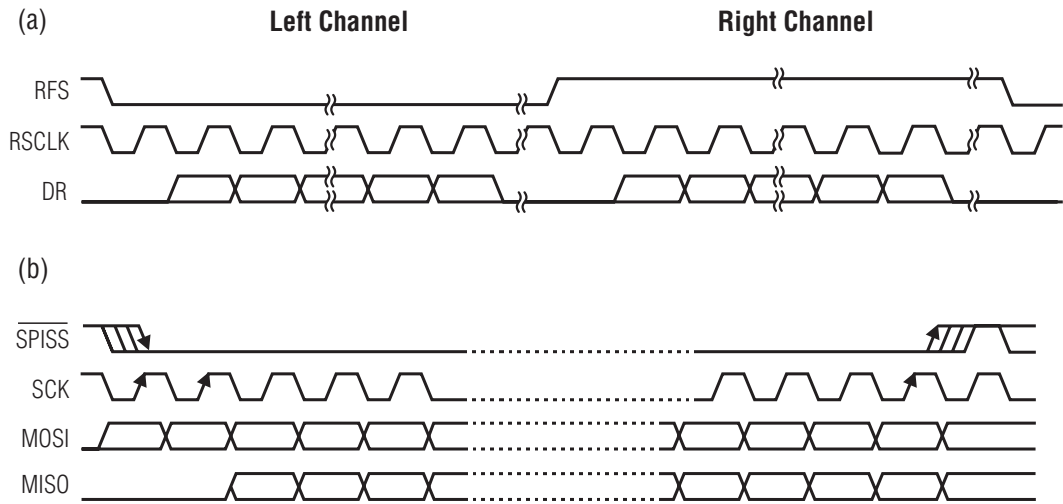 (a)
Left Channel Right Channel
RFS
RSCLK
DR
(b)
SPISS
SCK
MOSI
MISO